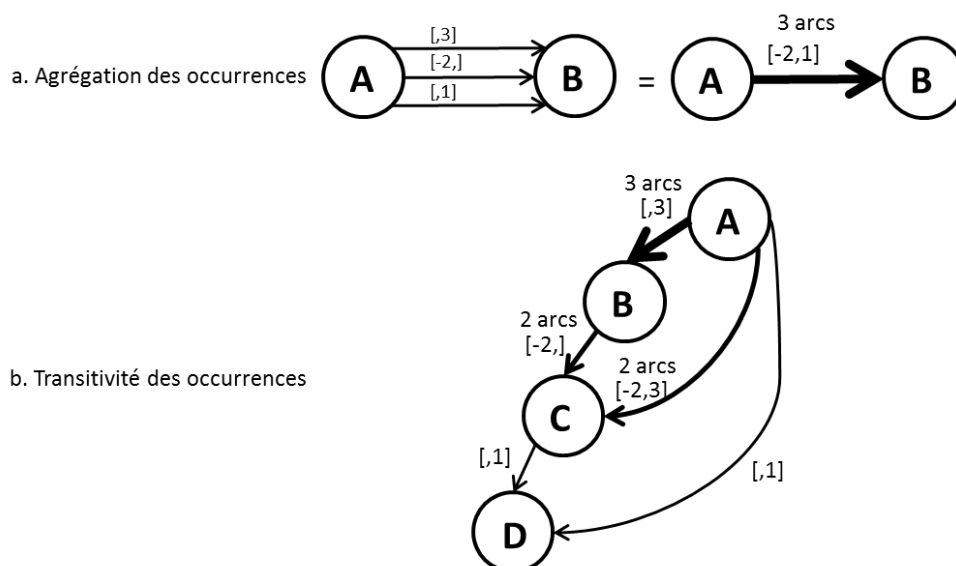 a. Agrégation des occurrences
A
[,3]
[-2,]
[,1]
B
=
A
3 arcs
[-2,1]
B
b. Transitivité des occurrences
3 arcs
[,3]
A
B
2 arcs
[-2,]
2 arcs
[-2,3]
C
[,1]
[,1]
D